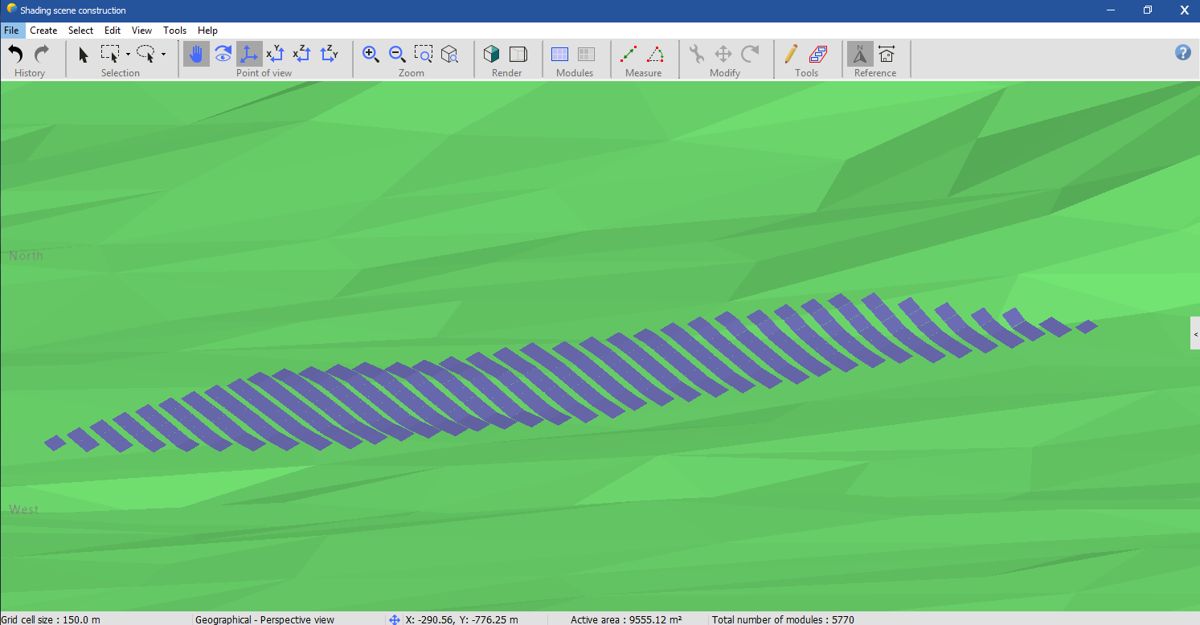 Shading scene construction
File Create Select Edit View Tools Help
X Y Z X Z Y
N
?
History Selection Point of view Zoom Render Modules Measure Modify Tools Reference
North
<
West
Grid cell size : 150.0 m Geographical - Perspective view X: -290.56, Y: -776.25 m Active area : 9555.12 m² Total number of modules : 5770